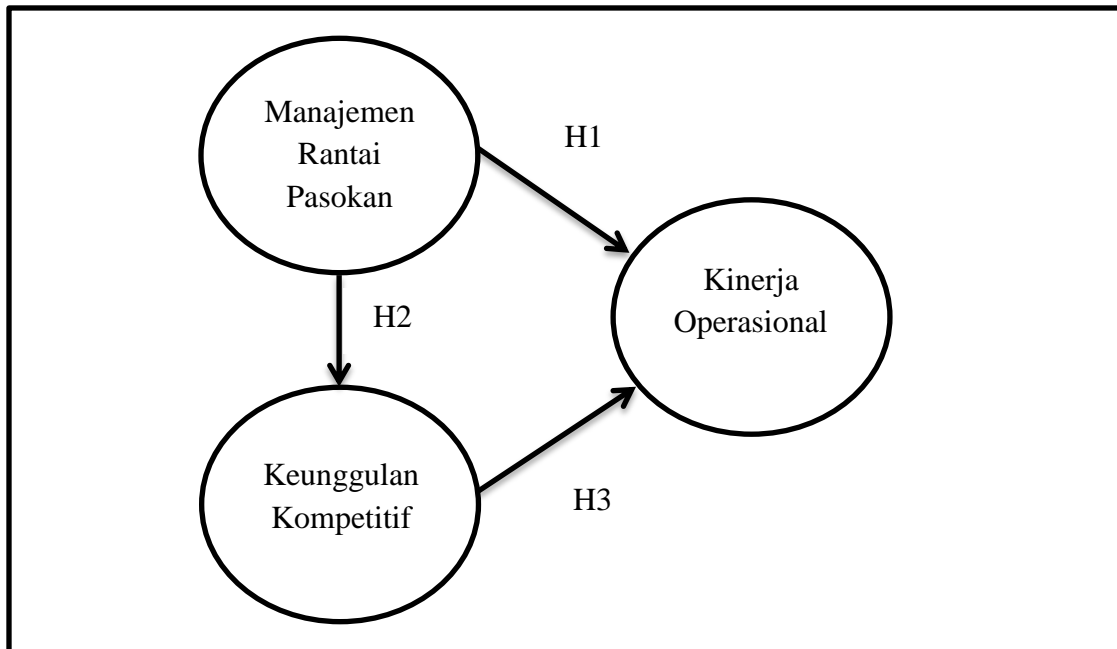 Manajemen
Rantai
Pasokan
H1
Kinerja
Operasional
H2
Keunggulan
Kompetitif
H3